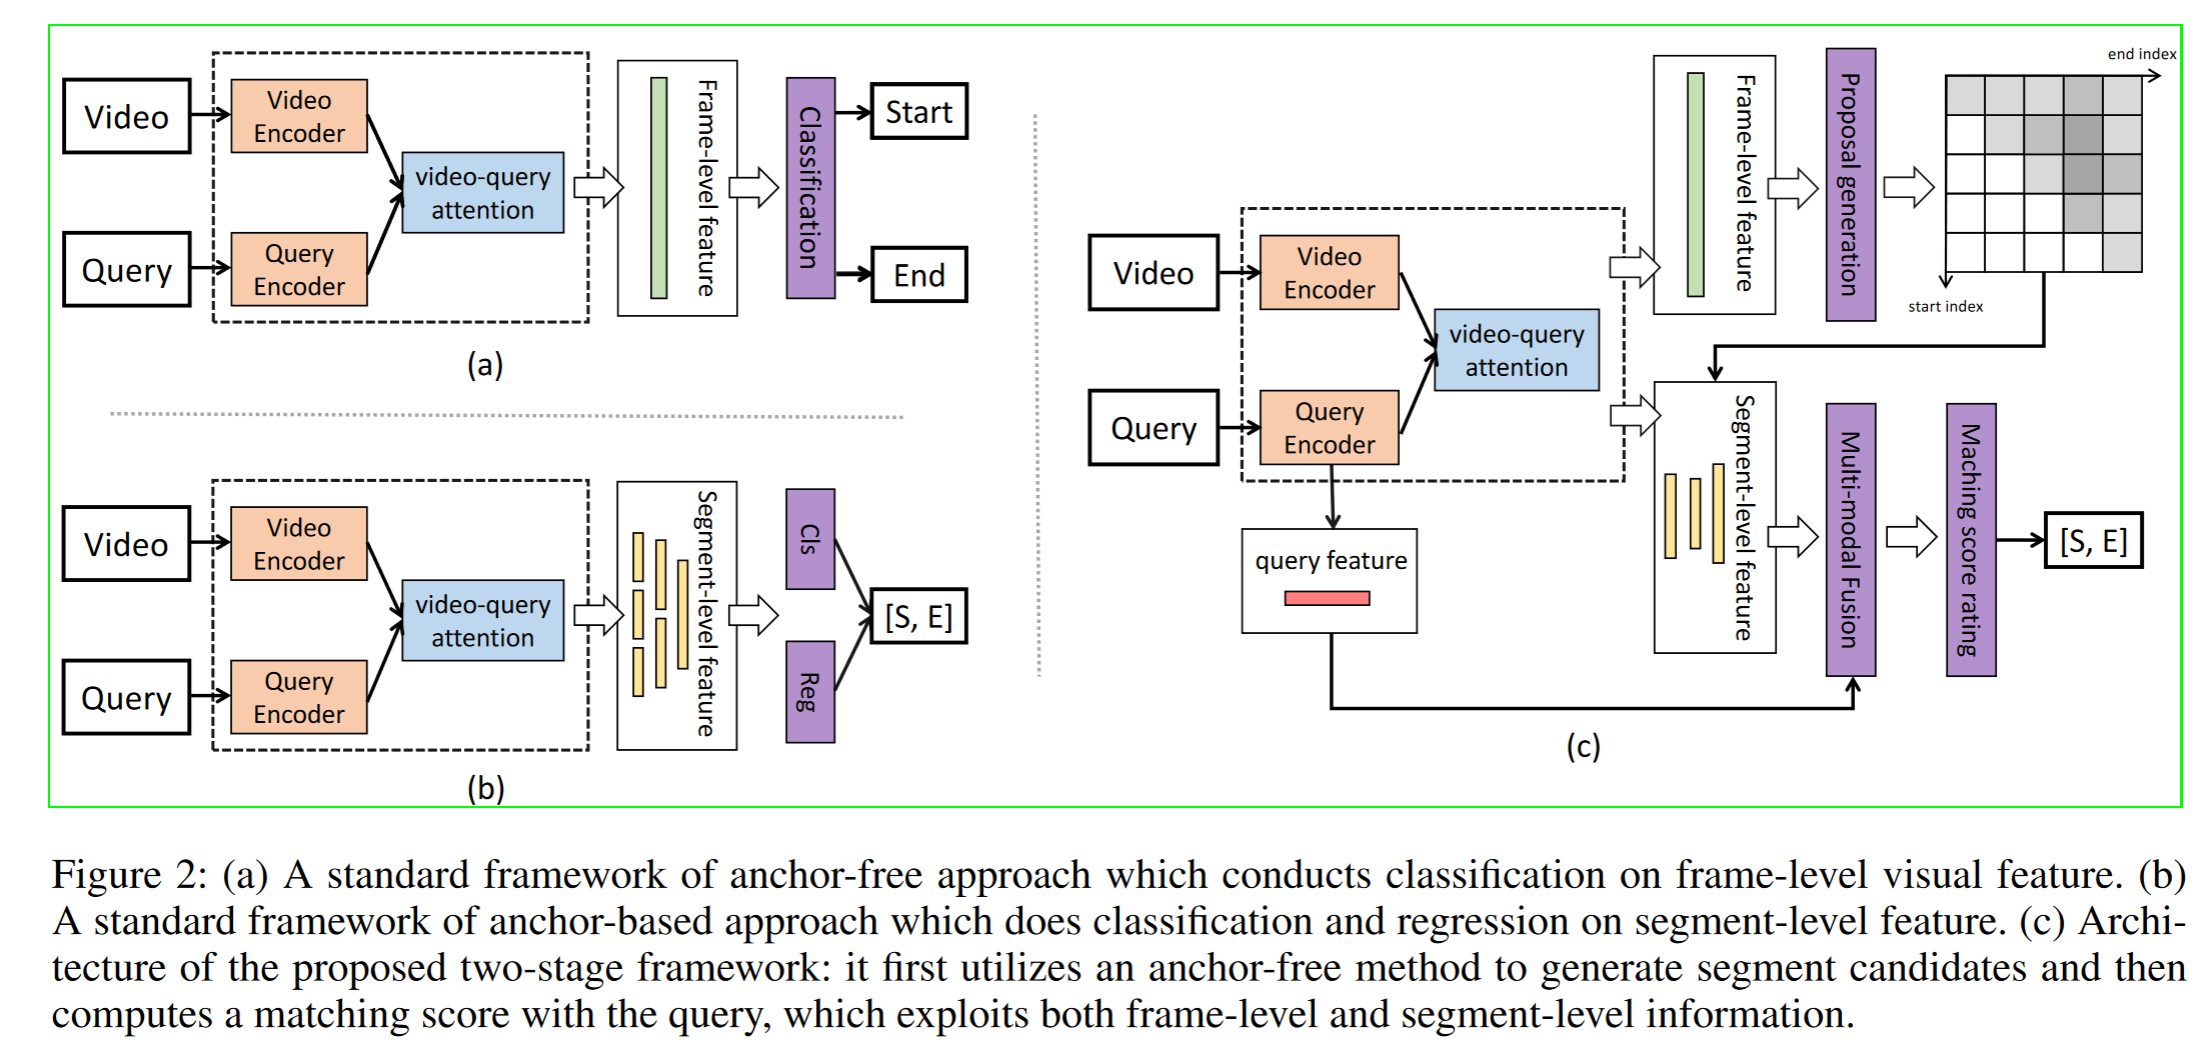 Video
Video
Encoder
Query
Query
Encoder
video-query
attention
Frame-level feature
Classification
Start
End
(a)
Video
Video
Encoder
Query
Query
Encoder
video-query
attention
Segment-level feature
Cls
Reg
[S, E]
(b)
Video
Video
Encoder
Query
Query
Encoder
video-query
attention
Frame-level feature
Proposal generation
end index
start index
query feature
Segment-level feature
Multi-modal Fusion
Maching score rating
[S, E]
(c)
Figure 2: (a) A standard framework of anchor-free approach which conducts classification on frame-level visual feature. (b)
A standard framework of anchor-based approach which does classification and regression on segment-level feature. (c) Archi-
tecture of the proposed two-stage framework: it first utilizes an anchor-free method to generate segment candidates and then
computes a matching score with the query, which exploits both frame-level and segment-level information.